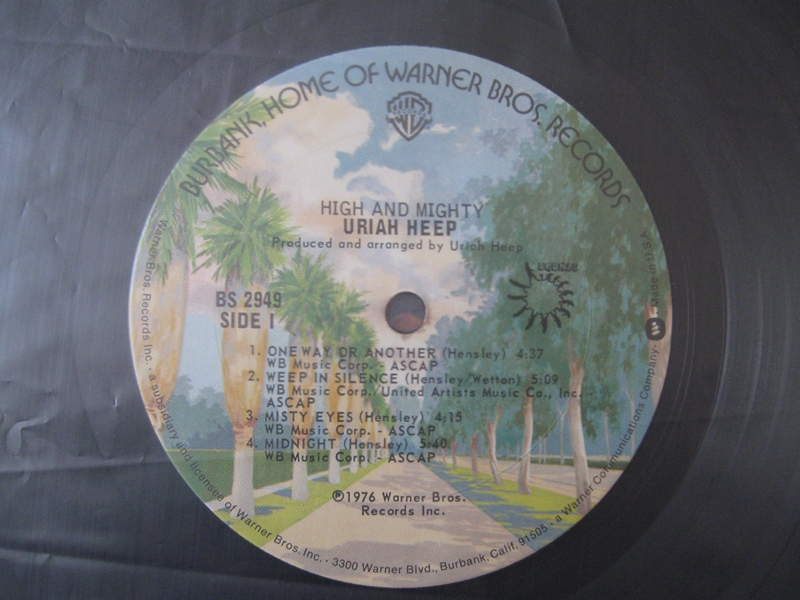 BURBANK, HOME OF WARNER BROS. RECORDS
HIGH AND MIGHTY
URIAH HEEP
Produced and arranged by Uriah Heep
BRONZE
BS 2949
SIDE I
1. ONE WAY OR ANOTHER (Hensley) 4:37
WB Music Corp. - ASCAP
2. WEEP IN SILENCE (Hensley/Wetton) 5:09
WB Music Corp./United Artists Music Co., Inc. -
ASCAP
3. MISTY EYES (Hensley) 4:15
WB Music Corp. - ASCAP
4. MIDNIGHT (Hensley) 5:40
WB Music Corp. - ASCAP
℗1976 Warner Bros.
Records Inc.
Warner Bros. Records Inc. · a subsidiary and licensee of Warner Bros. Inc. · 3300 Warner Blvd., Burbank, Calif. 91505 · a Warner Communications Company. · Made in U.S.A.